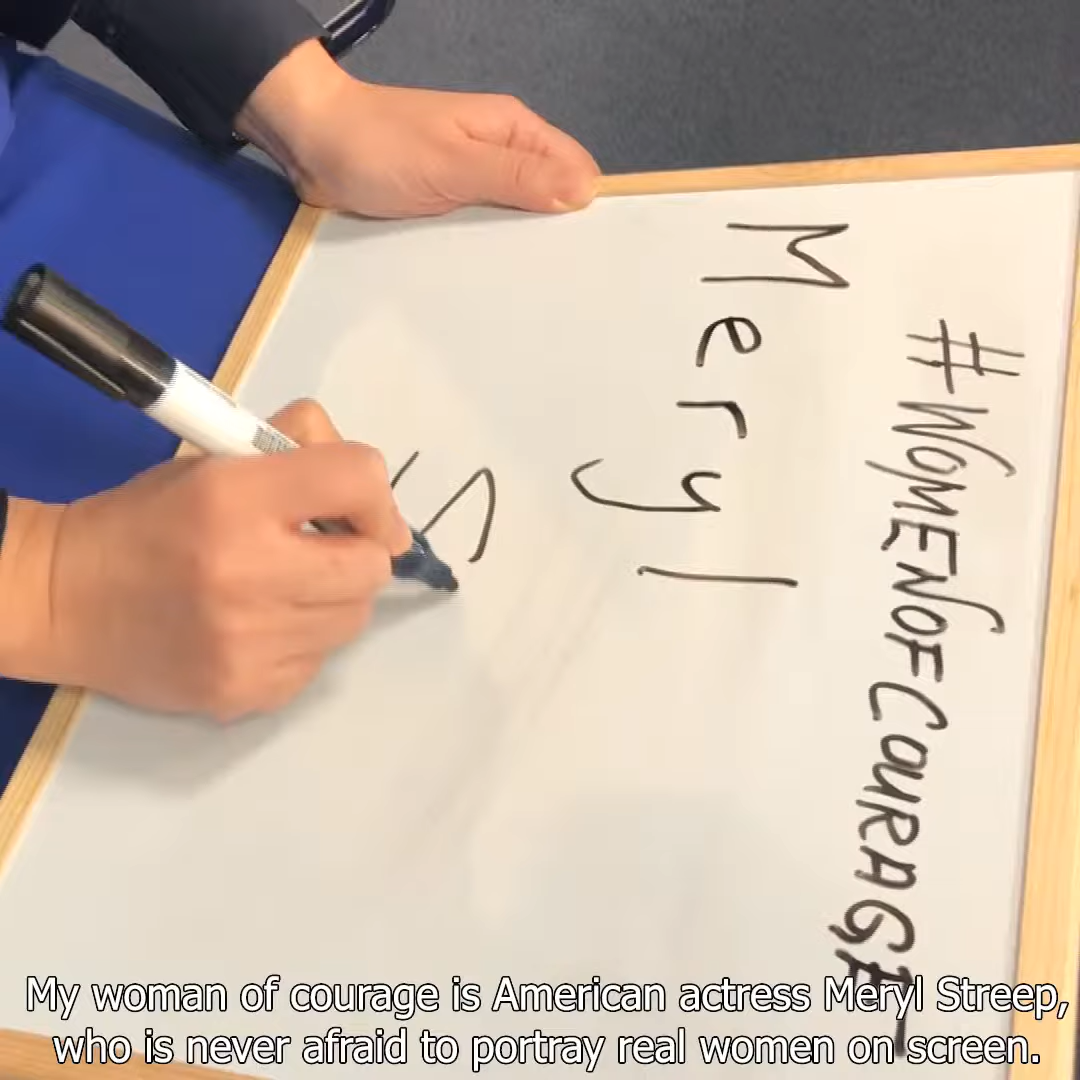 #WOMENOFCOURAGE
Meryl
S
My woman of courage is American actress Meryl Streep,
who is never afraid to portray real women on screen.